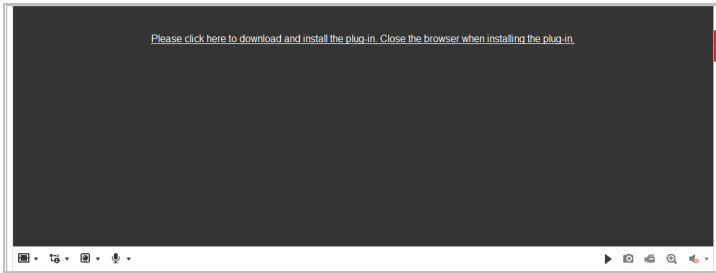 Please click here to download and install the plug-in. Close the browser when installing the plug-in.